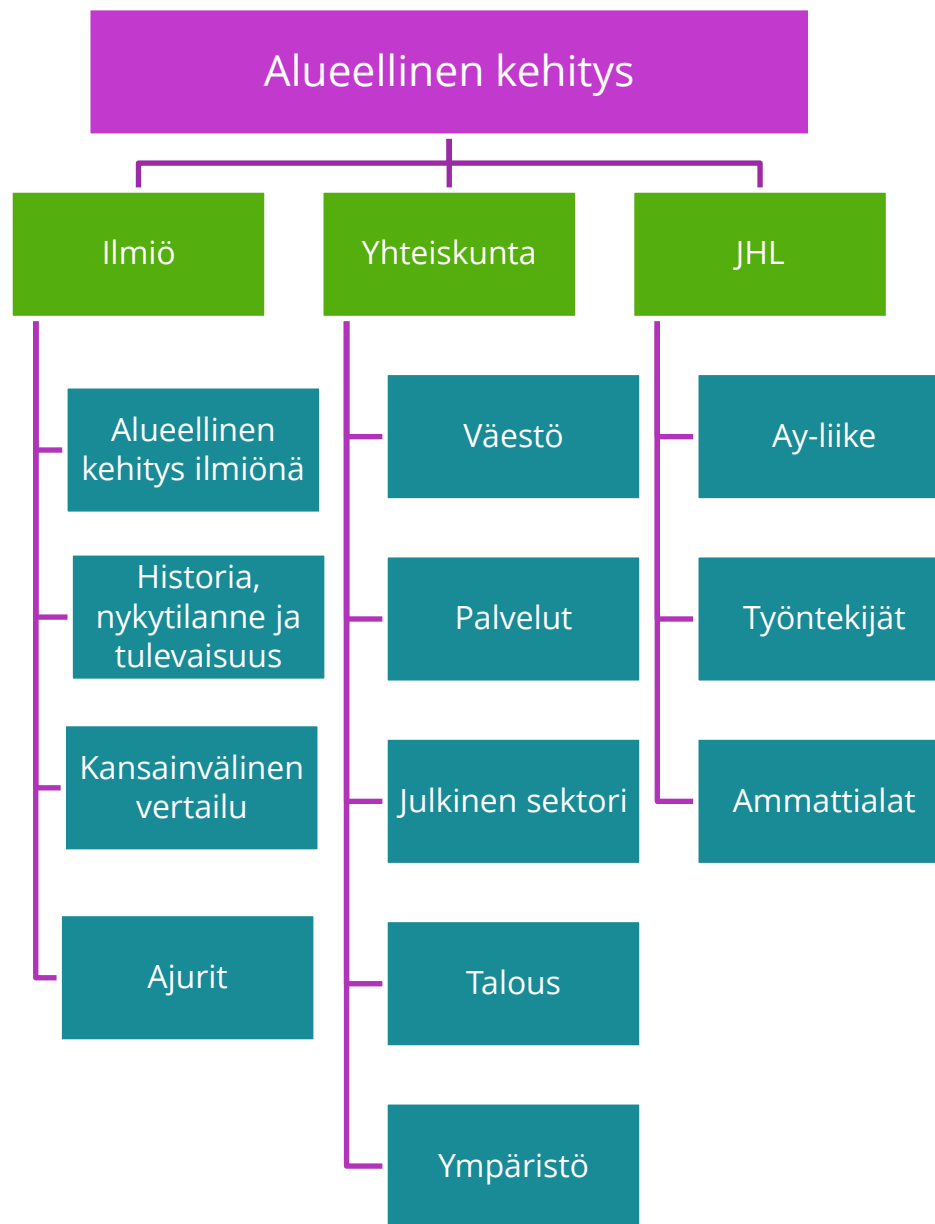 Alueellinen kehitys
Ilmiö
Yhteiskunta
JHL
Alueellinen
kehitys ilmiönä
Historia,
nykytilanne ja
tulevaisuus
Kansainvälinen
vertailu
Ajurit
Väestö
Palvelut
Julkinen sektori
Talous
Ympäristö
Ay-liike
Työntekijät
Ammattialat